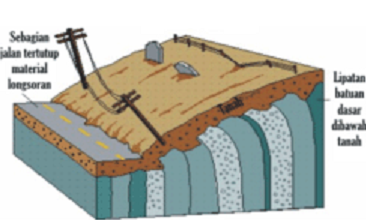 Sebagian
jalan tertutup
material
longsoran
Lipatan
batuan
dasar
dibawah
tanah